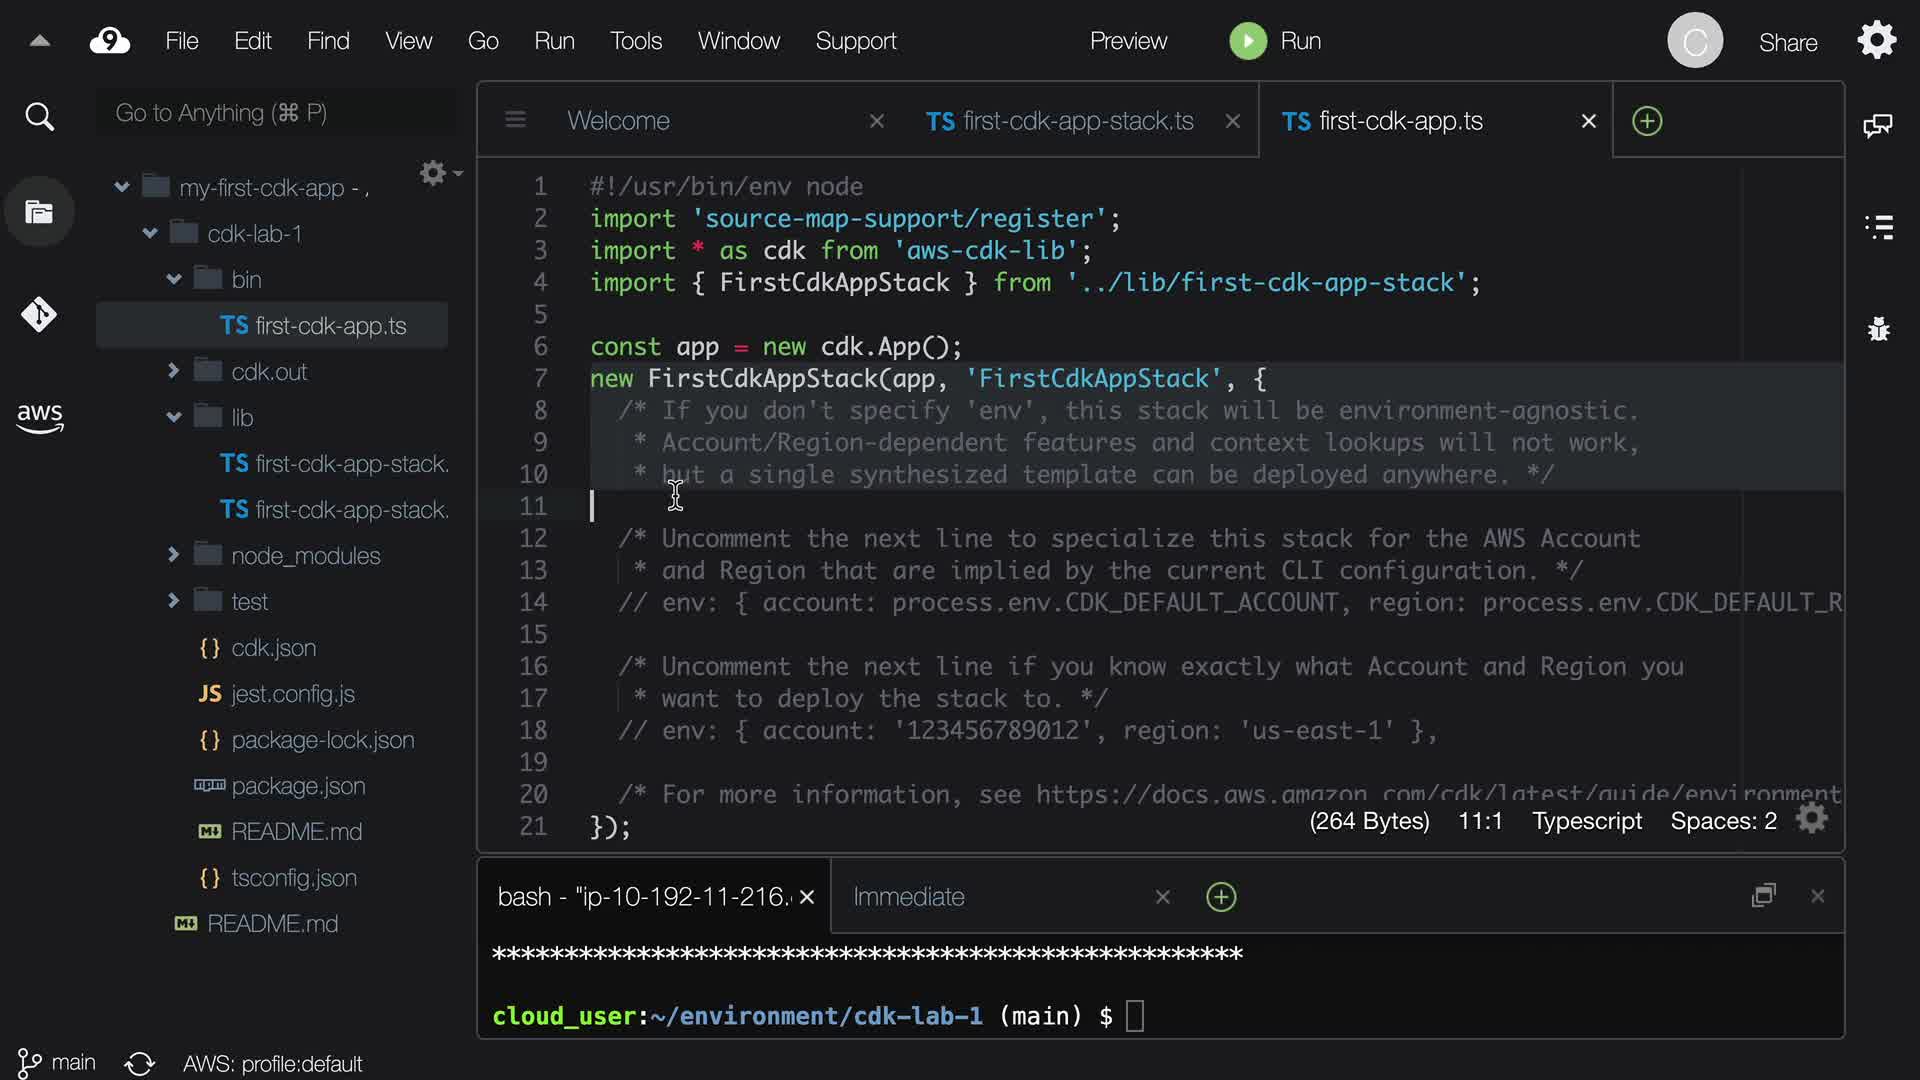 9 File Edit Find View Go Run Tools Window Support Preview Run C Share
Go to Anything (⌘ P)
my-first-cdk-app - .
cdk-lab-1
bin
TS first-cdk-app.ts
cdk.out
lib
TS first-cdk-app-stack.
TS first-cdk-app-stack.
node_modules
test
{} cdk.json
JS jest.config.js
{} package-lock.json
package.json
README.md
{} tsconfig.json
README.md
aws
Welcome TS first-cdk-app-stack.ts TS first-cdk-app.ts
1 #!/usr/bin/env node
2 import 'source-map-support/register';
3 import * as cdk from 'aws-cdk-lib';
4 import { FirstCdkAppStack } from '../lib/first-cdk-app-stack';
5
6 const app = new cdk.App();
7 new FirstCdkAppStack(app, 'FirstCdkAppStack', {
8 /* If you don't specify 'env', this stack will be environment-agnostic.
9 * Account/Region-dependent features and context lookups will not work,
10 * but a single synthesized template can be deployed anywhere. */
11
12 /* Uncomment the next line to specialize this stack for the AWS Account
13 * and Region that are implied by the current CLI configuration. */
14 // env: { account: process.env.CDK_DEFAULT_ACCOUNT, region: process.env.CDK_DEFAULT_R
15
16 /* Uncomment the next line if you know exactly what Account and Region you
17 * want to deploy the stack to. */
18 // env: { account: '123456789012', region: 'us-east-1' },
19
20 /* For more information, see https://docs.aws.amazon.com/cdk/latest/guide/environment
21 });
(264 Bytes) 11:1 Typescript Spaces: 2
bash - "ip-10-192-11-216. Immediate
****************************************************
cloud_user:~/environment/cdk-lab-1 (main) $
main AWS: profile:default